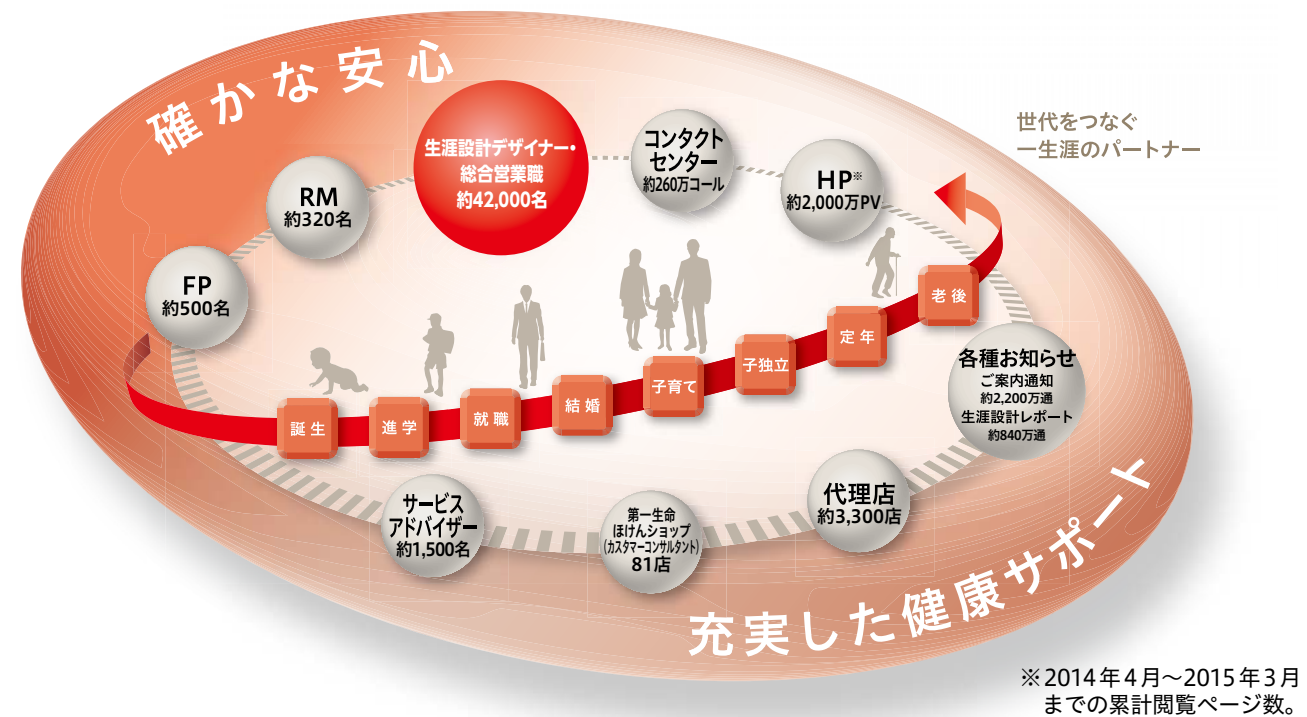 確かな安心
生涯設計デザイナー・
総合営業職
約42,000名
コンタクト
センター
約260万コール
HP※
約2,000万PV
世代をつなぐ
一生涯のパートナー
RM
約320名
FP
約500名
老後
定年
子独立
子育て
結婚
就職
進学
誕生
各種お知らせ
ご案内通知
約2,200万通
生涯設計レポート
約840万通
サービス
アドバイザー
約1,500名
第一生命
ほけんショップ
(カスタマーコンサルタント)
81店
代理店
約3,300店
充実した健康サポート
※2014年4月～2015年3月
までの累計閲覧ページ数。